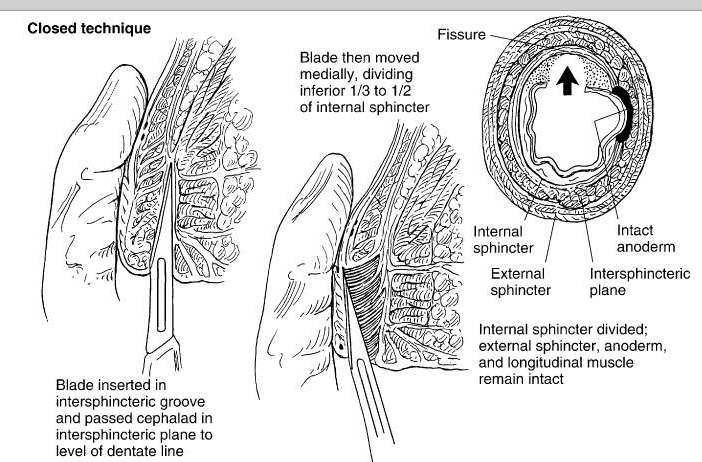 Closed technique
Blade then moved
medially, dividing
inferior 1/3 to 1/2
of internal sphincter
Fissure
Internal
sphincter
Intact
anoderm
External
sphincter
Intersphincteric
plane
Internal sphincter divided;
external sphincter, anoderm,
and longitudinal muscle
remain intact
Blade inserted in
intersphincteric groove
and passed cephalad in
intersphincteric plane to
level of dentate line